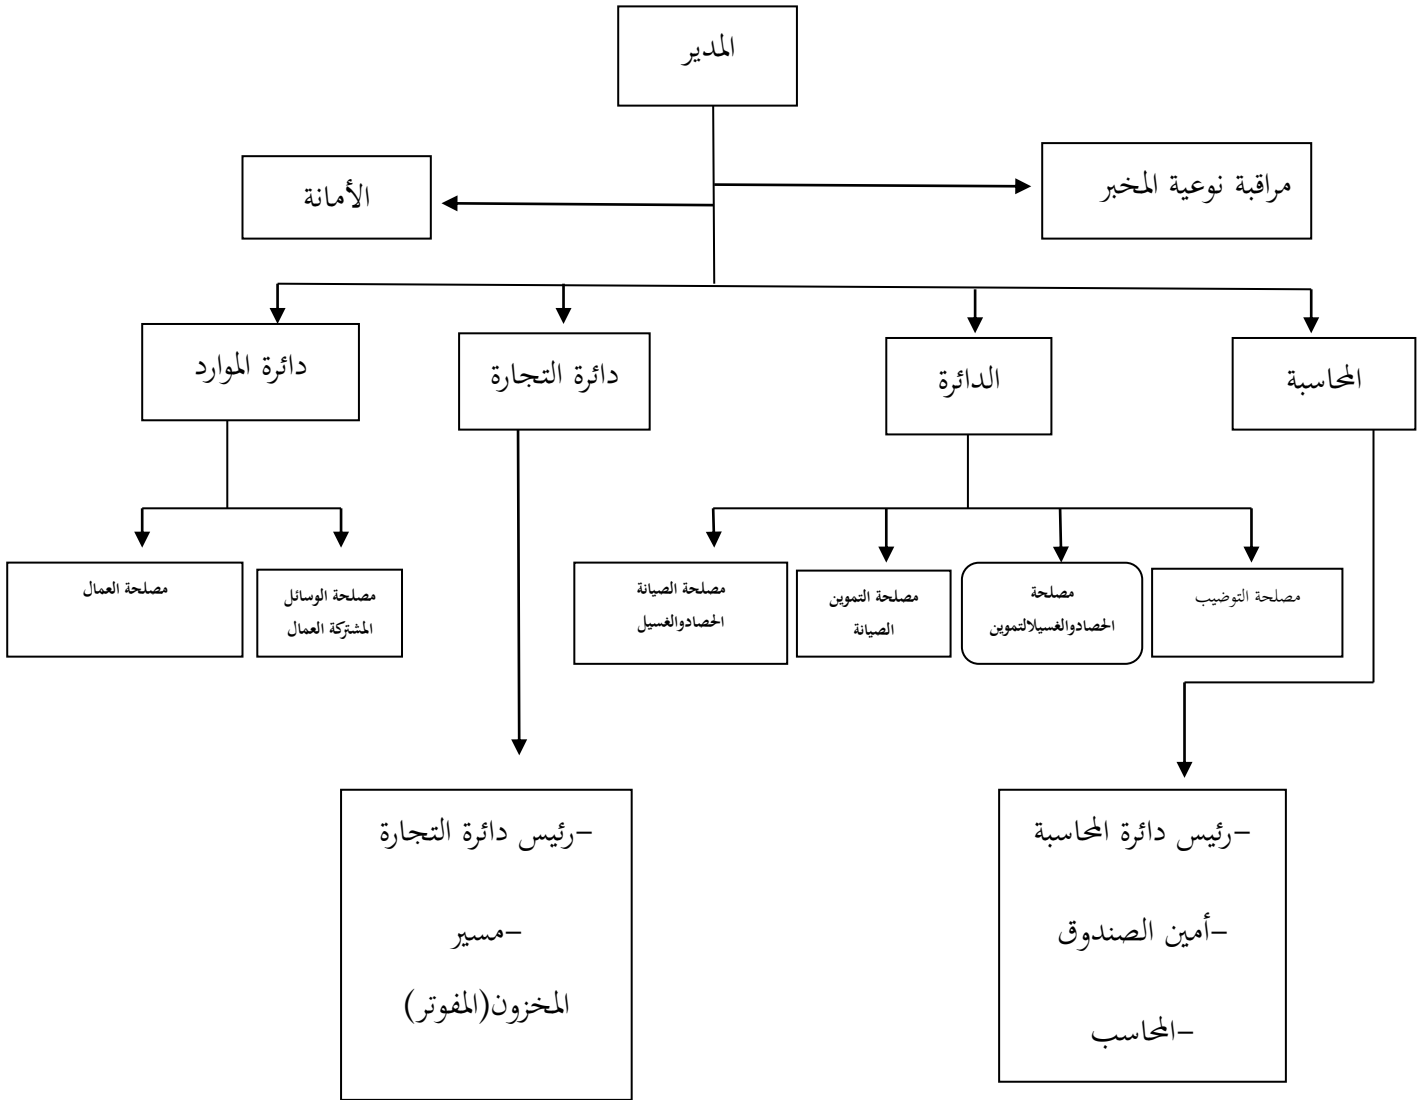 المدير
مراقبة نوعية المخبر
الأمانة
المحاسبة
الدائرة
دائرة التجارة
دائرة الموارد
مصلحة التوضيب
مصلحة
الحصادوالغسيلالتموين
مصلحة التموين
الصيانة
مصلحة الصيانة
الحصادوالغسيل
مصلحة الوسائل
المشتركة العمال
مصلحة العمال
–رئيس دائرة المحاسبة
–أمين الصندوق
–المحاسب
–رئيس دائرة التجارة
–مسير
المخزون(المفوتر)